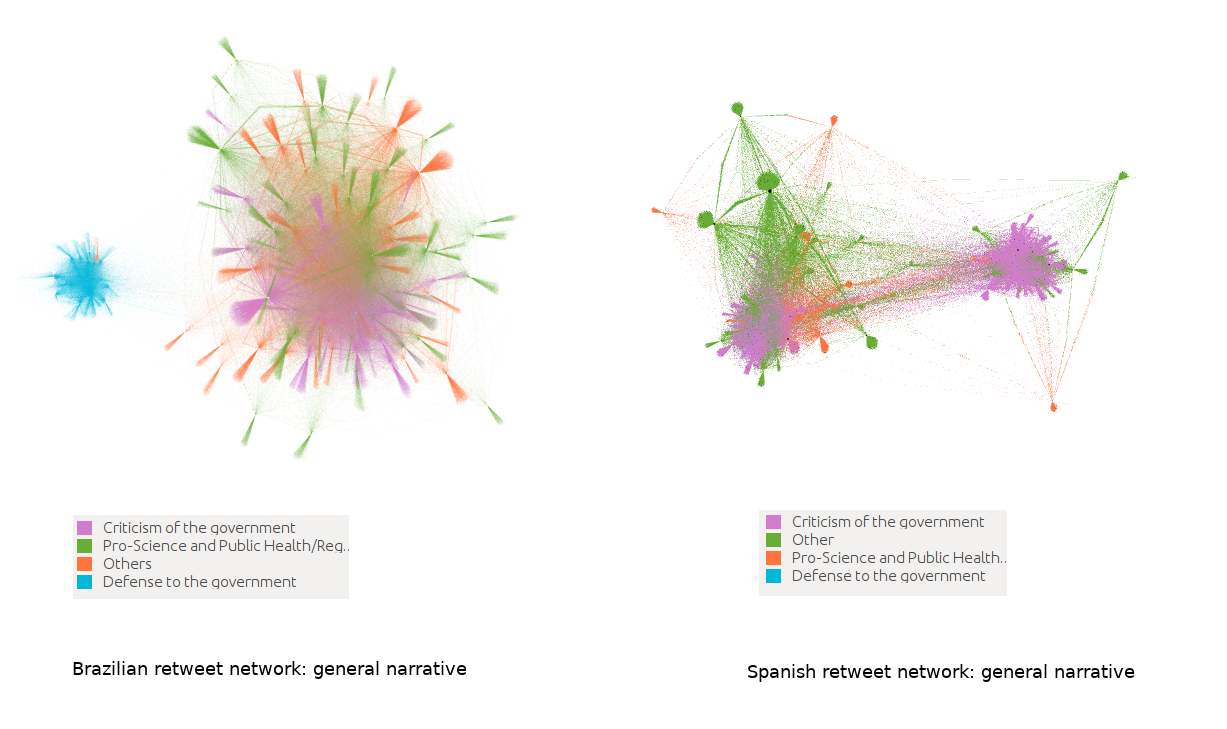 Criticism of the government
Pro-Science and Public Health/Reg..
Others
Defense to the government
Brazilian retweet network: general narrative
Criticism of the government
Other
Pro-Science and Public Health..
Defense to the government
Spanish retweet network: general narrative